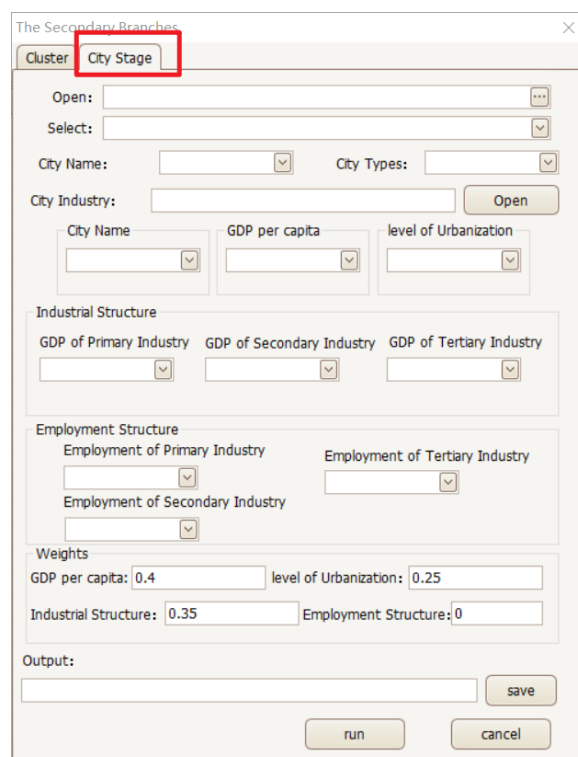 The Secondary Branches
Cluster City Stage
Open:
Select:
City Name: City Types:
City Industry: Open
City Name GDP per capita level of Urbanization
Industrial Structure
GDP of Primary Industry GDP of Secondary Industry GDP of Tertiary Industry
Employment Structure
Employment of Primary Industry Employment of Tertiary Industry
Employment of Secondary Industry
Weights
GDP per capita: 0.4 level of Urbanization: 0.25
Industrial Structure: 0.35 Employment Structure: 0
Output:
save
run cancel